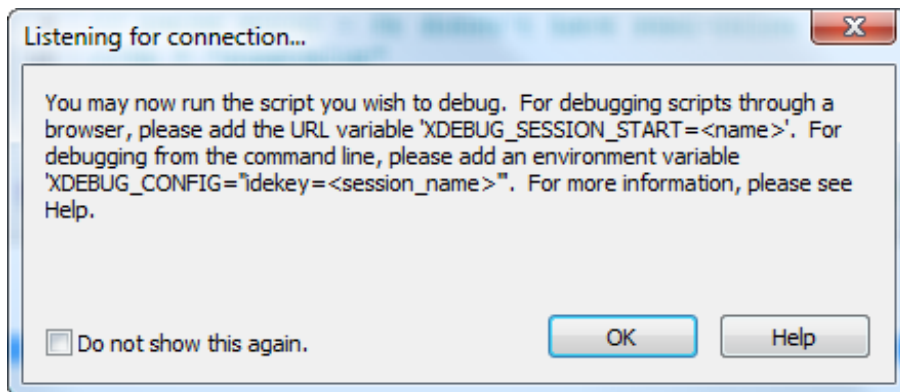 Listening for connection...
You may now run the script you wish to debug. For debugging scripts through a
browser, please add the URL variable 'XDEBUG_SESSION_START=<name>'. For
debugging from the command line, please add an environment variable
'XDEBUG_CONFIG="idekey=<session_name>"'. For more information, please see
Help.
Do not show this again.
OK
Help